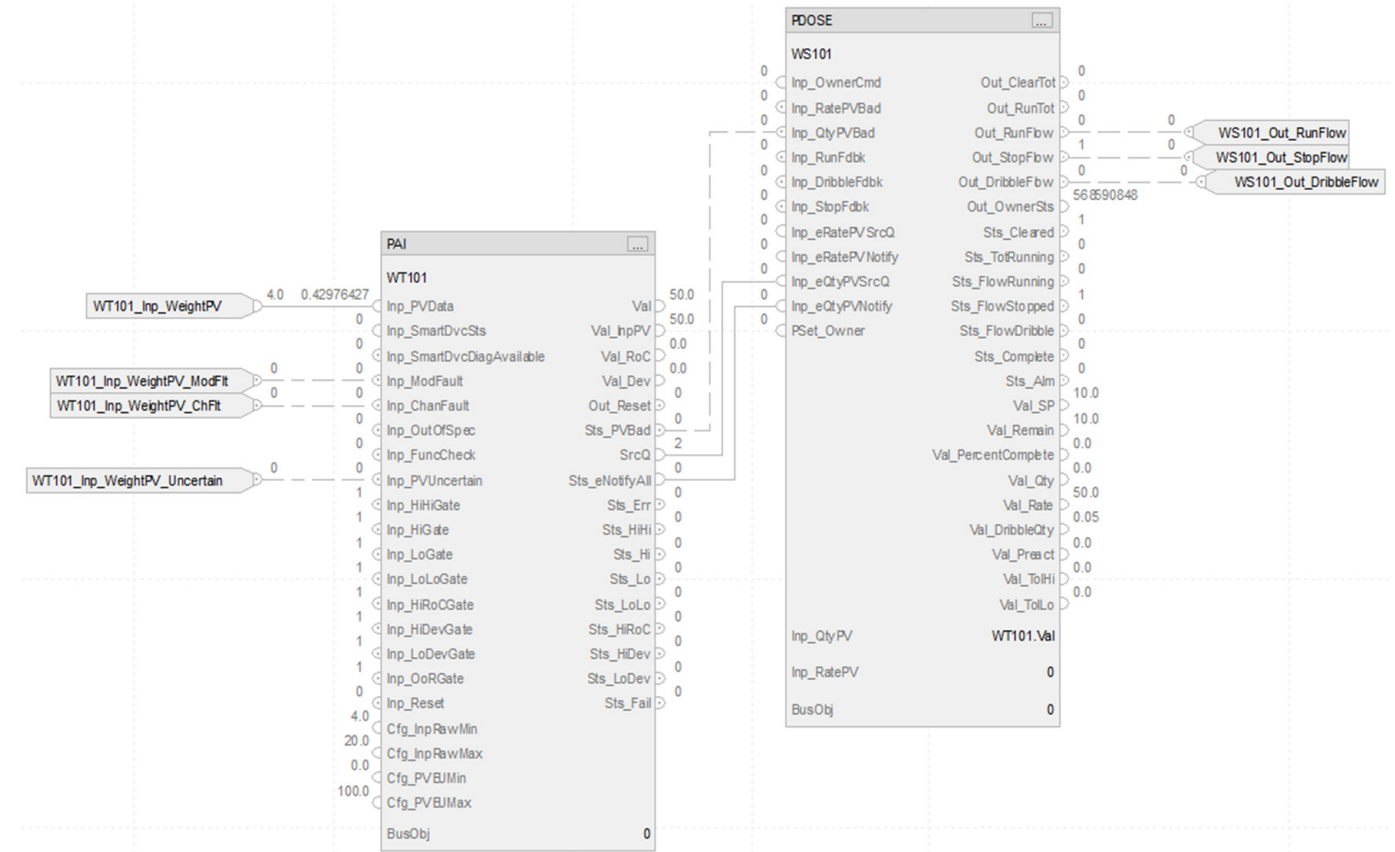 PAI
...
WT101
WT101_Inp_WeightPV 4.0 0.42976427 Inp_PVData Val 50.0
0 Inp_SmartDvcSts Val_InpPV 50.0
0 Inp_SmartDvcDiagAvailable Val_RoC 0.0
WT101_Inp_WeightPV_ModFlt 0 0 Inp_ModFault Val_Dev 0.0
WT101_Inp_WeightPV_ChFlt 0 0 Inp_ChanFault Out_Reset 0
0 Inp_OutOfSpec Sts_PVBad 0
0 Inp_FuncCheck SrcQ 2
WT101_Inp_WeightPV_Uncertain 0 0 Inp_PVUncertain Sts_eNotifyAll 0
1 Inp_HiHiGate Sts_Err 0
1 Inp_HiGate Sts_HiHi 0
1 Inp_LoGate Sts_Hi 0
1 Inp_LoLoGate Sts_Lo 0
1 Inp_HiRoCGate Sts_LoLo 0
1 Inp_HiDevGate Sts_HiRoC 0
1 Inp_LoDevGate Sts_HiDev 0
1 Inp_OoRGate Sts_LoDev 0
0 Inp_Reset Sts_Fail 0
4.0 Cfg_InpRawMin
20.0 Cfg_InpRawMax
0.0 Cfg_PVEUMin
100.0 Cfg_PVEUMax
BusObj 0
PDOSE
...
WS101
0 Inp_OwnerCmd Out_ClearTot 0
0 Inp_RatePVBad Out_RunTot 0
0 Inp_QtyPVBad Out_RunFlow 0 0 WS101_Out_RunFlow
0 Inp_RunFdbk Out_StopFlow 1 0 WS101_Out_StopFlow
0 Inp_DribbleFdbk Out_DribbleFlow 0 0 WS101_Out_DribbleFlow
0 Inp_StopFdbk Out_OwnerSts 568590848
0 Inp_eRatePVSrcQ Sts_Cleared 1
0 Inp_eRatePVNotify Sts_TotRunning 0
0 Inp_eQtyPVSrcQ Sts_FlowRunning 0
0 Inp_eQtyPVNotify Sts_FlowStopped 1
0 PSet_Owner Sts_FlowDribble 0
Sts_Complete 0
Sts_Alm 0
Val_SP 10.0
Val_Remain 10.0
Val_PercentComplete 0.0
Val_Qty 0.0
Val_Rate 50.0
Val_DribbleQty 0.05
Val_Preact 0.0
Val_TolHi 0.0
Val_TolLo 0.0
Inp_QtyPV WT101.Val
Inp_RatePV 0
BusObj 0